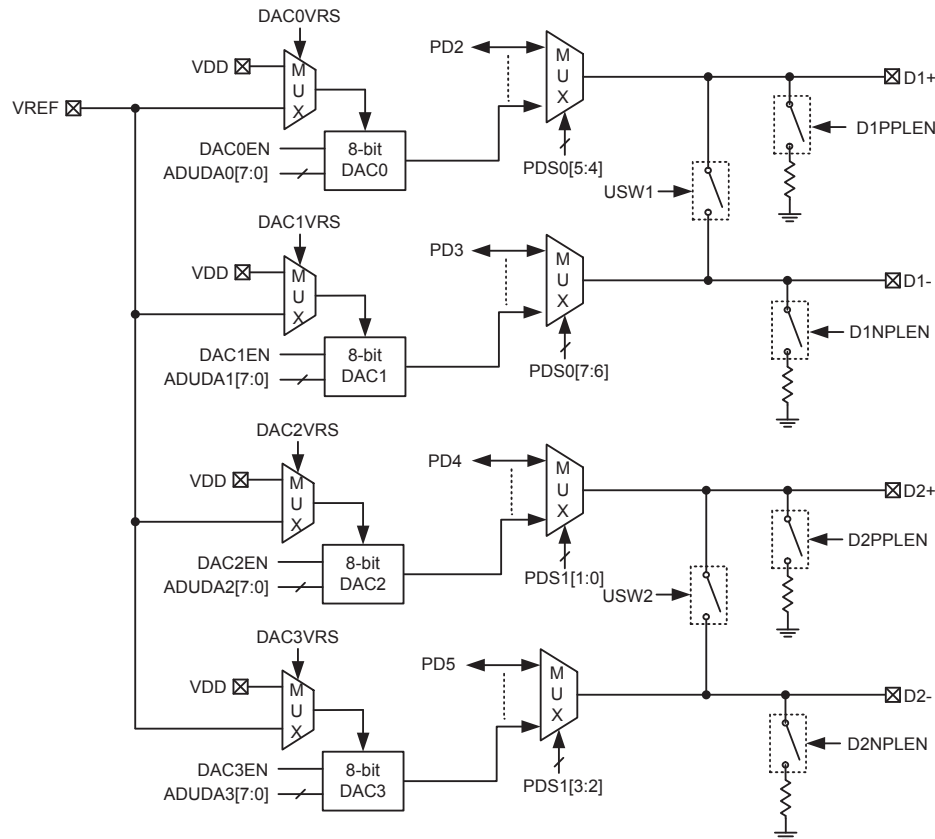 DAC0VRS
VDD
M
U
X
VREF
DAC0EN
ADUDA0[7:0]
8-bit
DAC0
PD2
M
U
X
PDS0[5:4]
D1+
D1PPLEN
USW1
DAC1VRS
VDD
M
U
X
DAC1EN
ADUDA1[7:0]
8-bit
DAC1
PD3
M
U
X
PDS0[7:6]
D1-
D1NPLEN
DAC2VRS
VDD
M
U
X
DAC2EN
ADUDA2[7:0]
8-bit
DAC2
PD4
M
U
X
PDS1[1:0]
D2+
D2PPLEN
USW2
DAC3VRS
VDD
M
U
X
DAC3EN
ADUDA3[7:0]
8-bit
DAC3
PD5
M
U
X
PDS1[3:2]
D2-
D2NPLEN